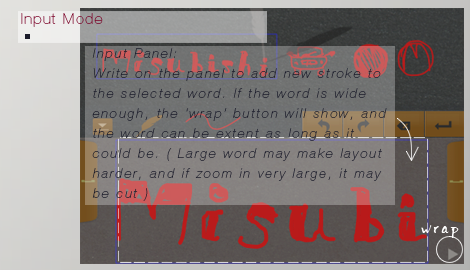 Input Mode
Input Panel:
Write on the panel to add new stroke to
the selected word. If the word is wide
enough, the 'wrap' button will show, and
the word can be extent as long as it
could be. ( Large word may make layout
harder, and if zoom in very large, it may
be cut )
Misubi
wrap